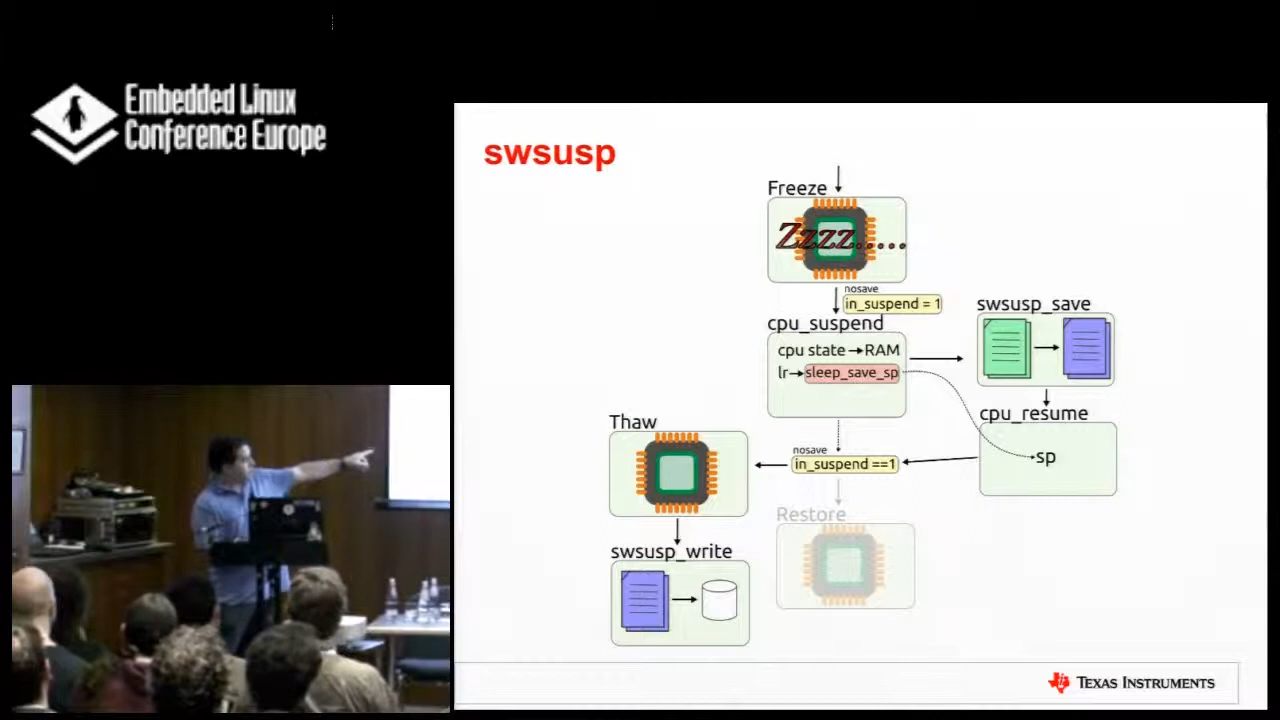 Embedded Linux
Conference Europe
swsusp
Freeze
Zzzz.....
nosave
in_suspend = 1
cpu_suspend
cpu state→RAM
lr→sleep_save_sp
swsusp_save
cpu_resume
sp
Thaw
nosave
in_suspend ==1
Restore
swsusp_write
TEXAS INSTRUMENTS